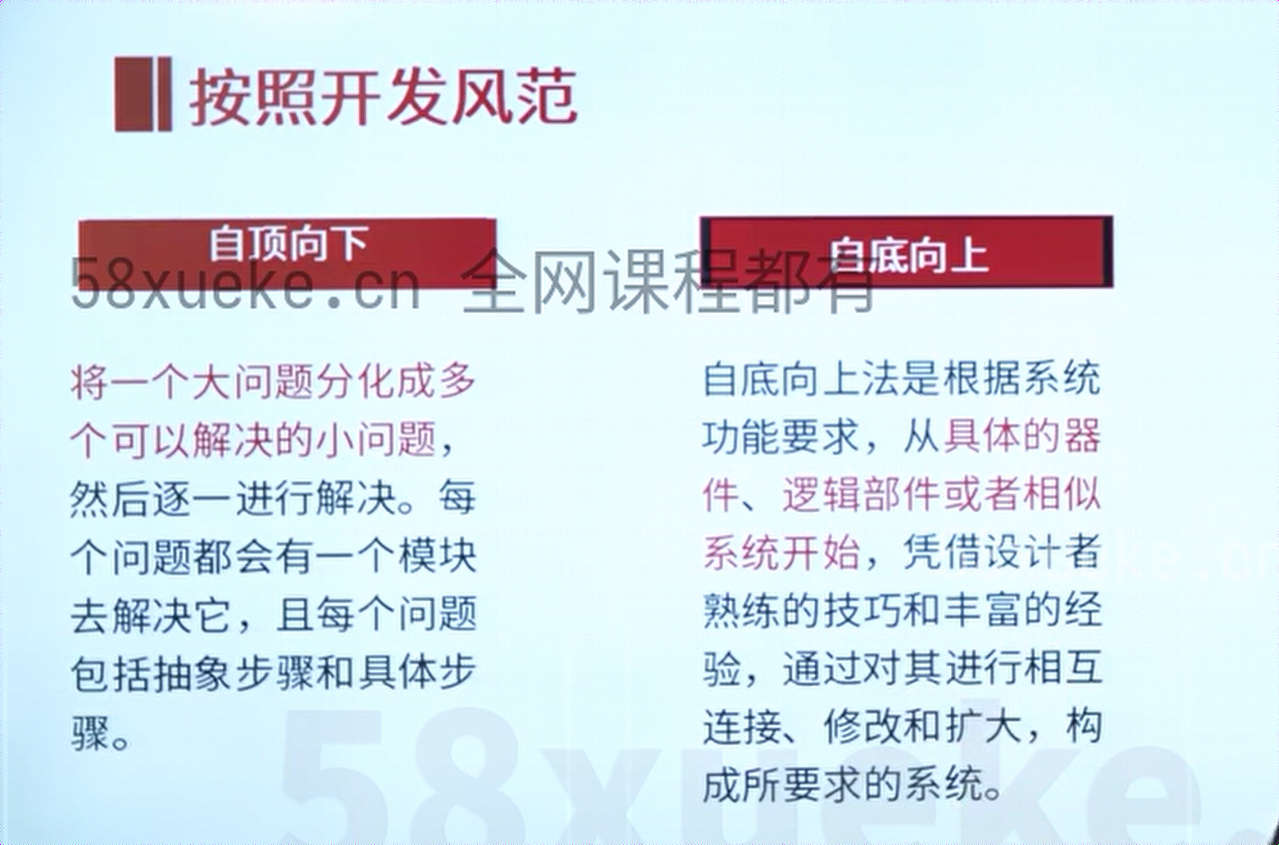 按照开发风范
自顶向下
58xueke.cn 全网课程都有
将一个大问题分化成多
个可以解决的小问题，
然后逐一进行解决。每
个问题都会有一个模块
去解决它，且每个问题
包括抽象步骤和具体步
骤。
自底向上
自底向上法是根据系统
功能要求，从具体的器
件、逻辑部件或者相似
系统开始，凭借设计者
熟练的技巧和丰富的经
验，通过对其进行相互
连接、修改和扩大，构
成所要求的系统。
58xueke.